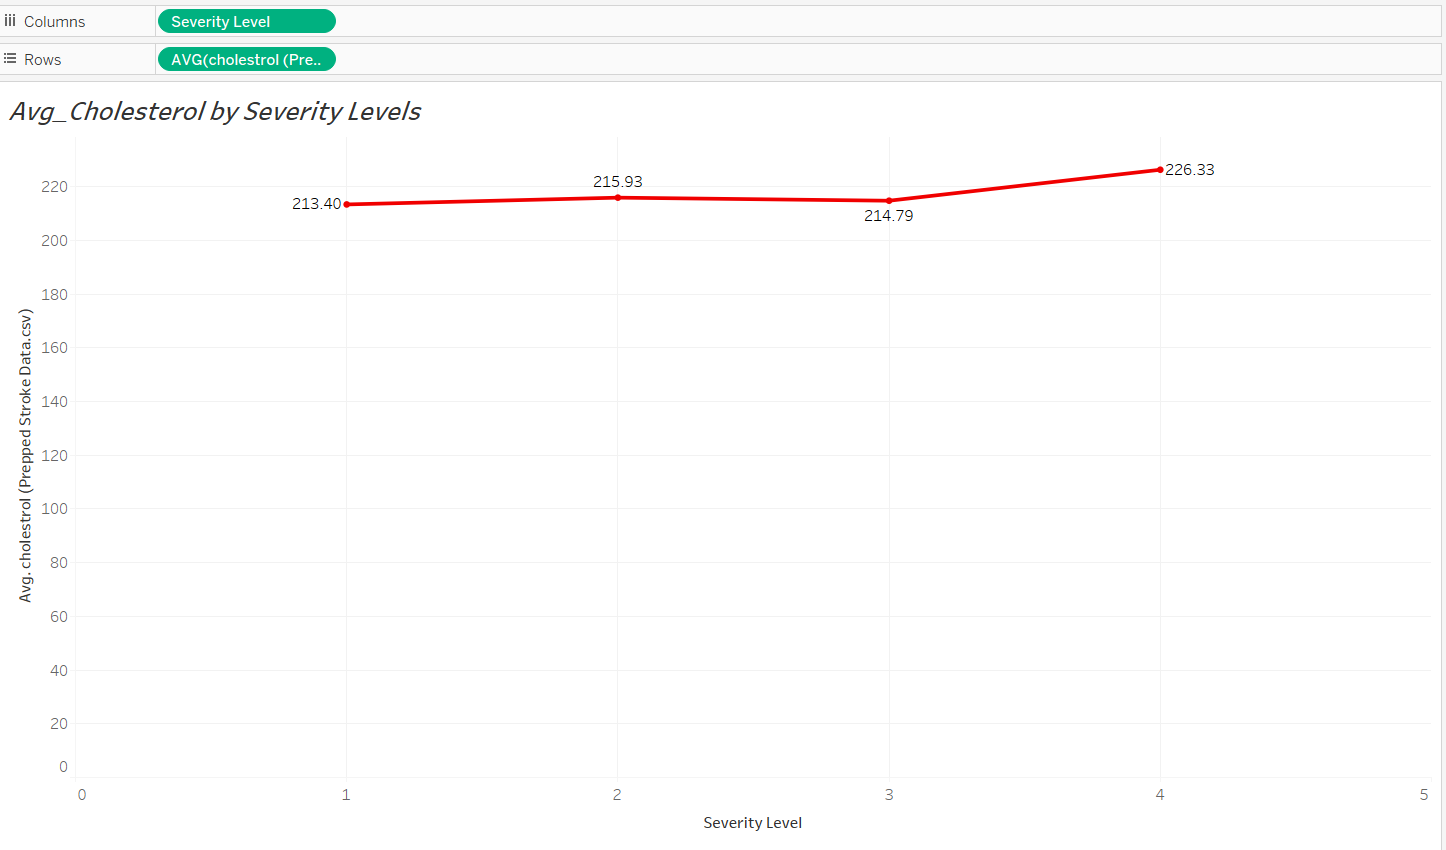 Columns
Severity Level
Rows
AVG(cholestrol (Pre..
Avg_Cholesterol by Severity Levels
226.33
215.93
213.40
214.79
220
200
180
160
140
120
100
80
60
40
20
0
Avg. cholestrol (Prepped Stroke Data.csv)
0 1 2 3 4 5
Severity Level